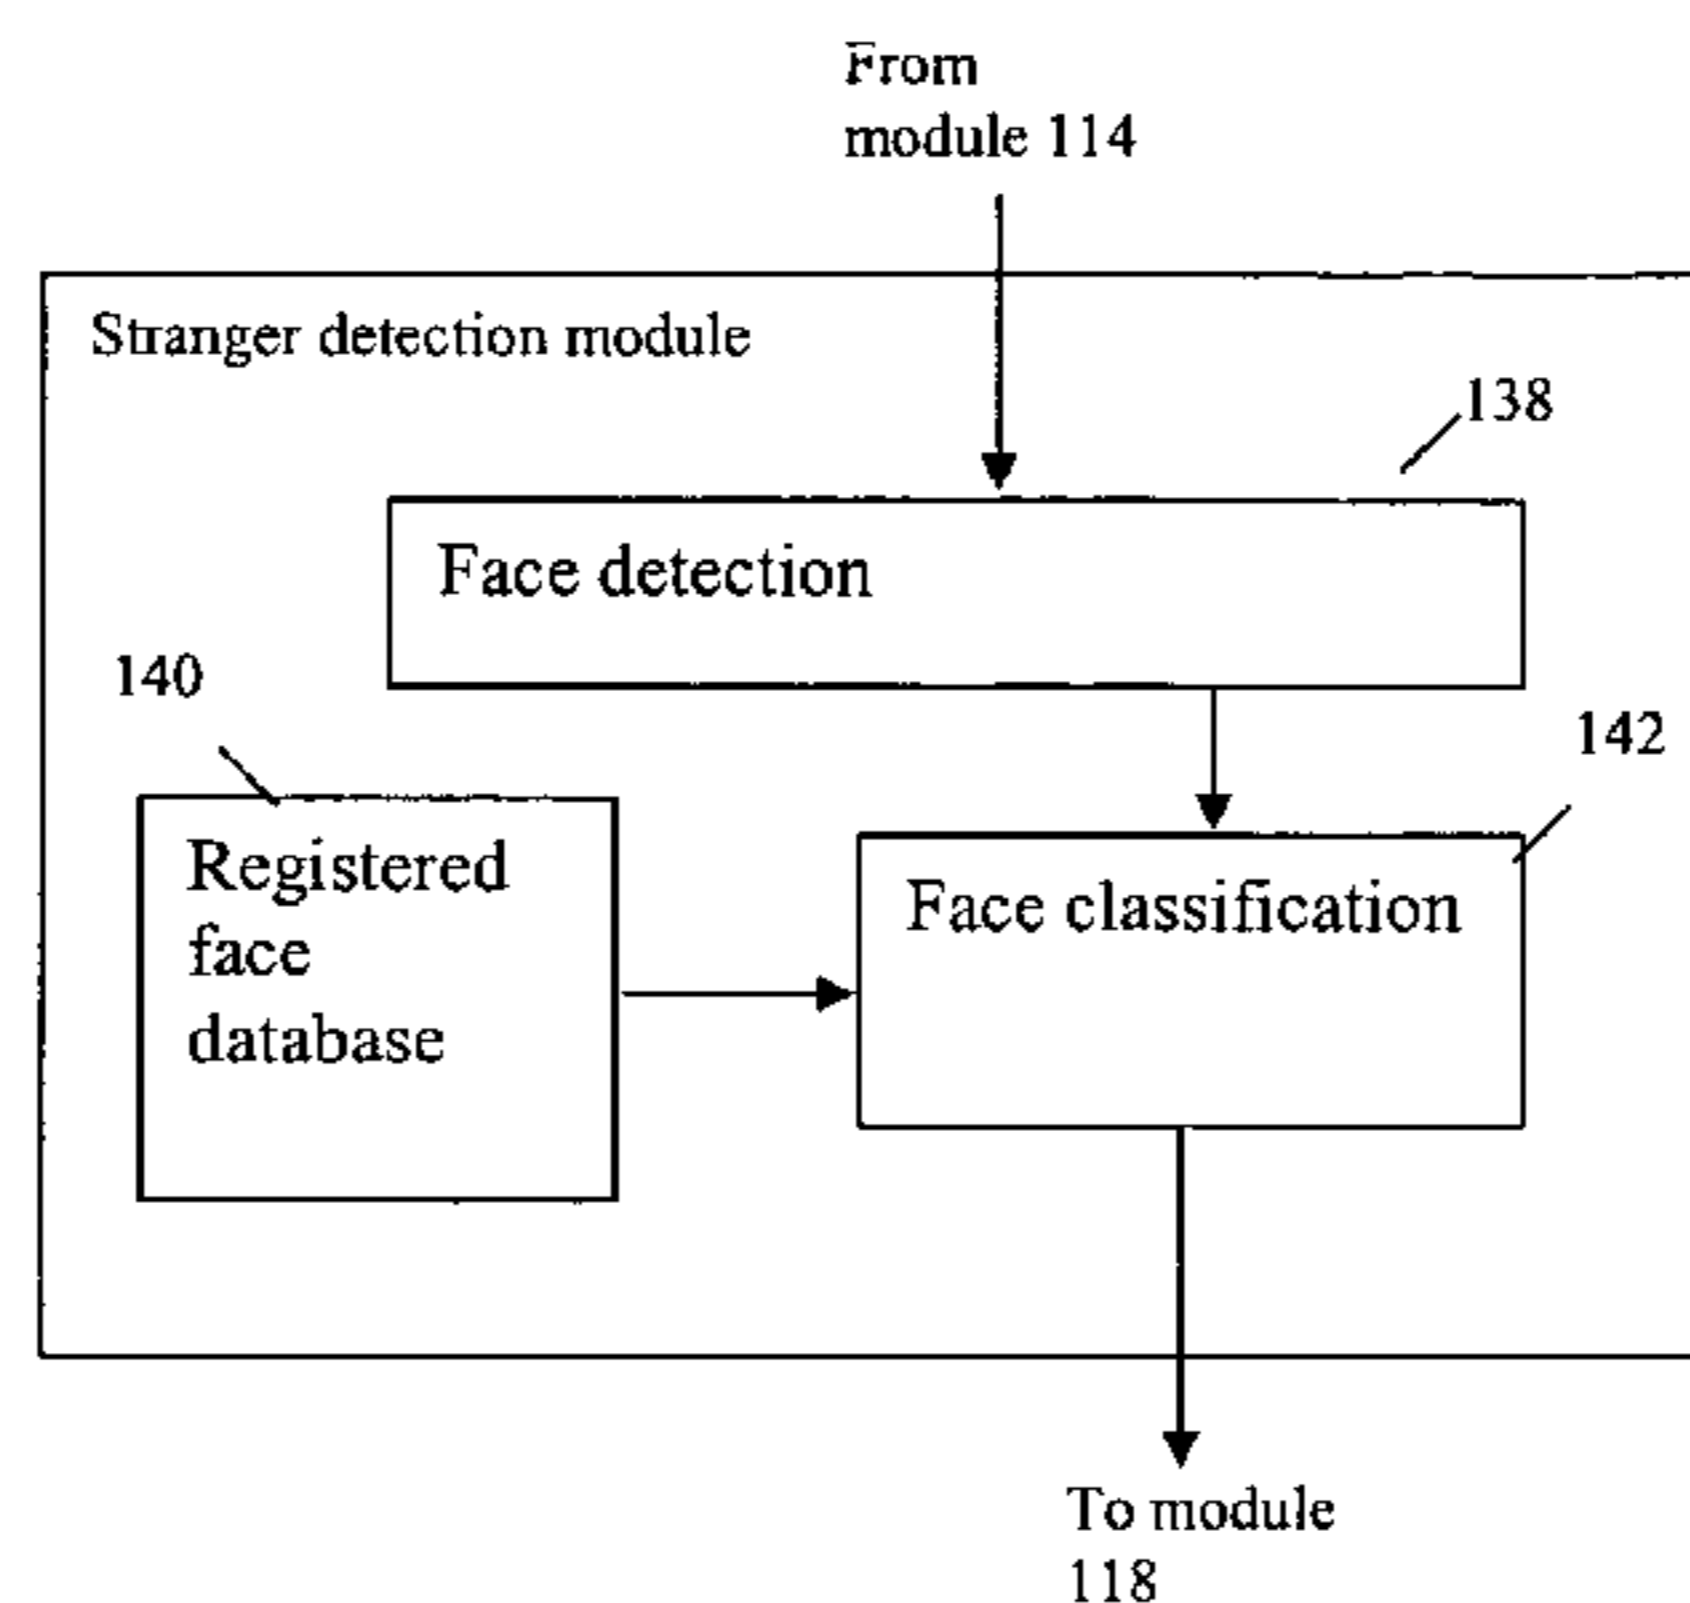 From
module 114
Stranger detection module
138
Face detection
140
142
Registered
face
database
Face classification
To module
118